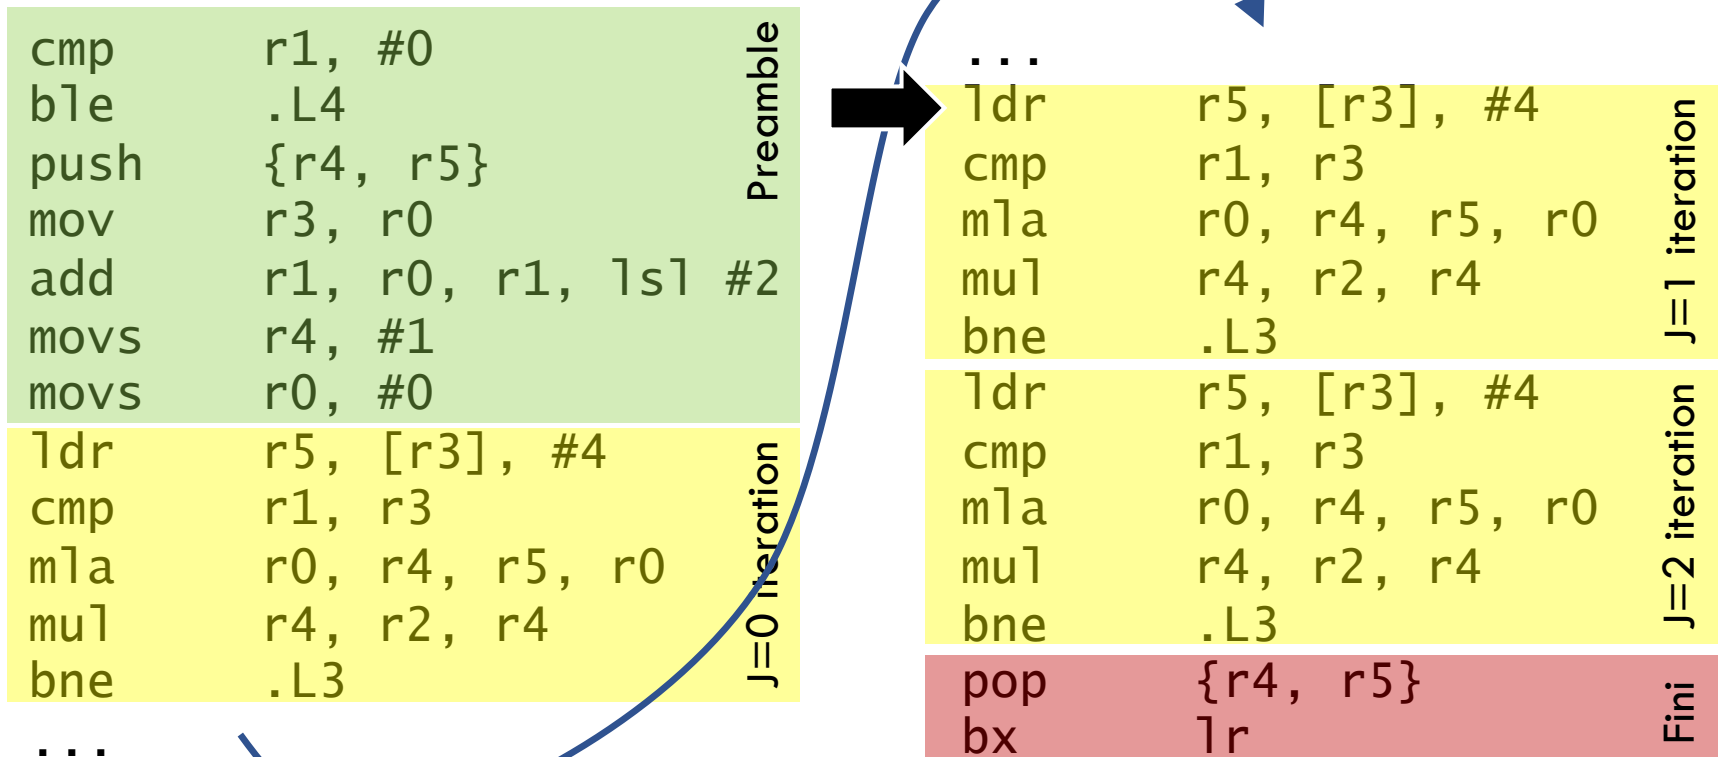 cmp r1, #0
ble .L4
push {r4, r5}
mov r3, r0
add r1, r0, r1, lsl #2
movs r4, #1
movs r0, #0
Preamble
ldr r5, [r3], #4
cmp r1, r3
mla r0, r4, r5, r0
mul r4, r2, r4
bne .L3
J=0 iteration
...
...
ldr r5, [r3], #4
cmp r1, r3
mla r0, r4, r5, r0
mul r4, r2, r4
bne .L3
J=1 iteration
ldr r5, [r3], #4
cmp r1, r3
mla r0, r4, r5, r0
mul r4, r2, r4
bne .L3
J=2 iteration
pop {r4, r5}
bx lr
Fini